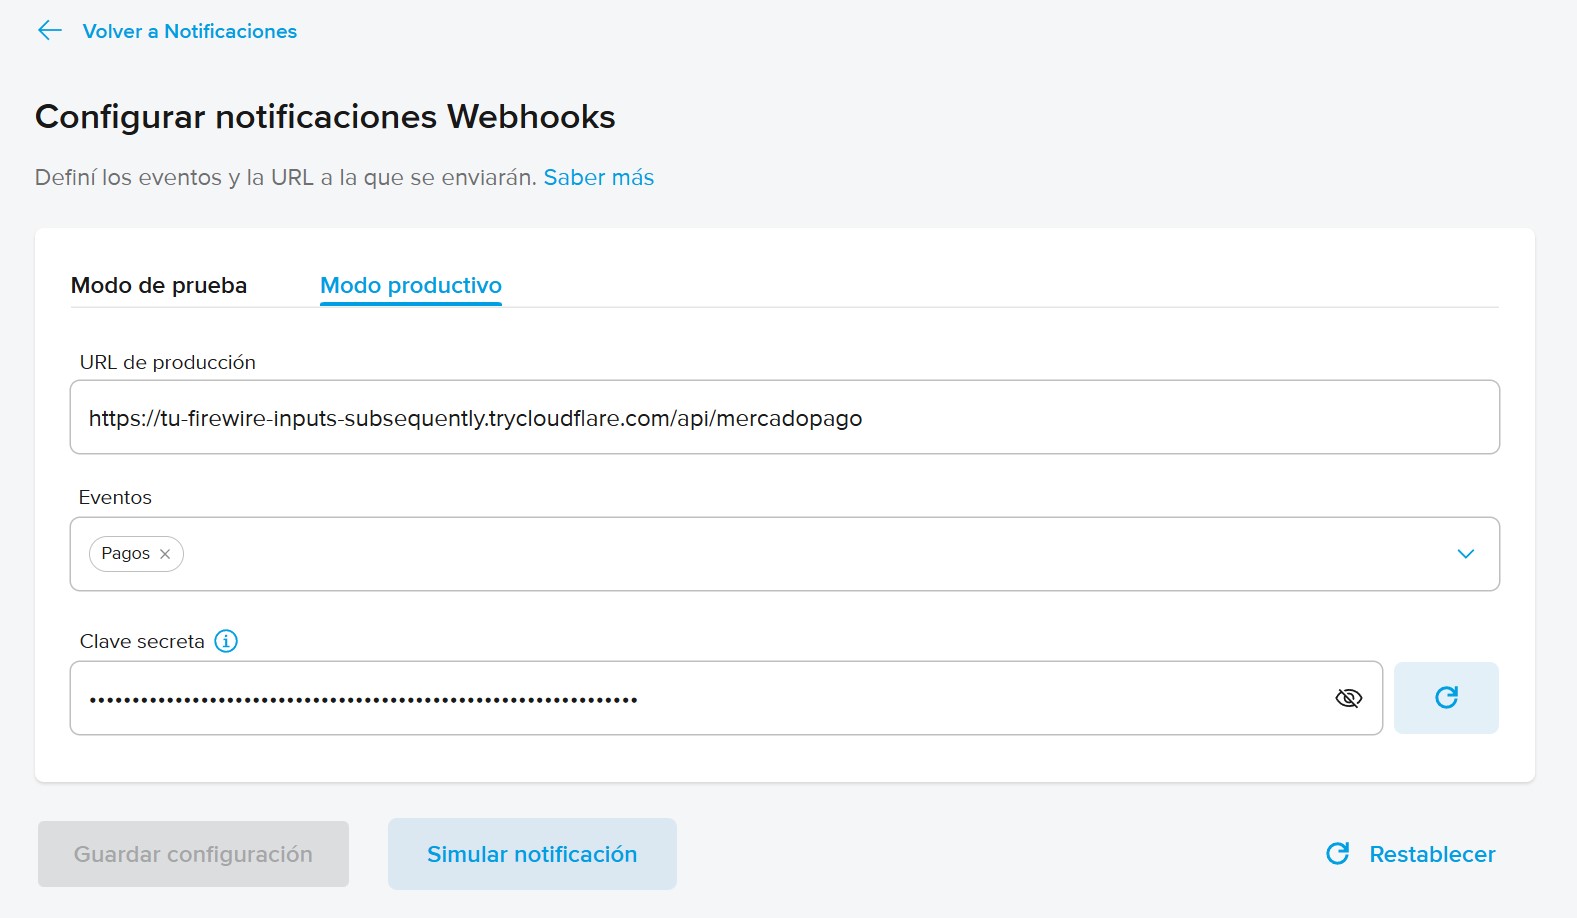 Volver a Notificaciones
Configurar notificaciones Webhooks
Definí los eventos y la URL a la que se enviarán. Saber más
Modo de prueba Modo productivo
URL de producción
https://tu-firewire-inputs-subsequently.trycloudflare.com/api/mercadopago
Eventos
Pagos
Clave secreta
Guardar configuración Simular notificación Restablecer